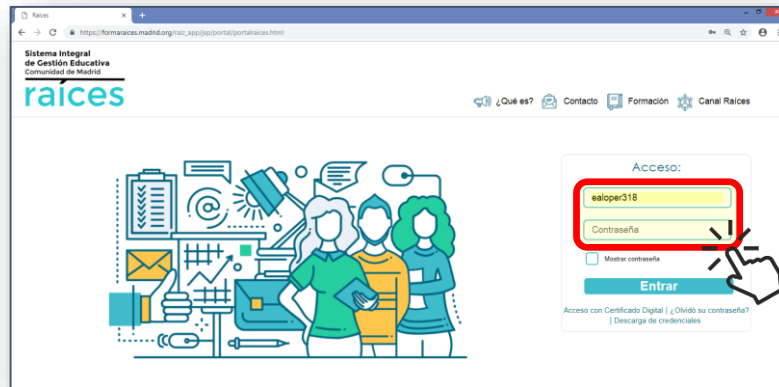 Raíces
https://formaraices.madrid.org/raiz_app/jsp/portal/portalraices.html
Sistema Integral
de Gestión Educativa
Comunidad de Madrid
raíces
¿Qué es? Contacto Formación Canal Raíces
Acceso:
ealoper318
Contraseña
Mostrar contraseña
Entrar
Acceso con Certificado Digital | ¿Olvidó su contraseña?
| Descarga de credenciales